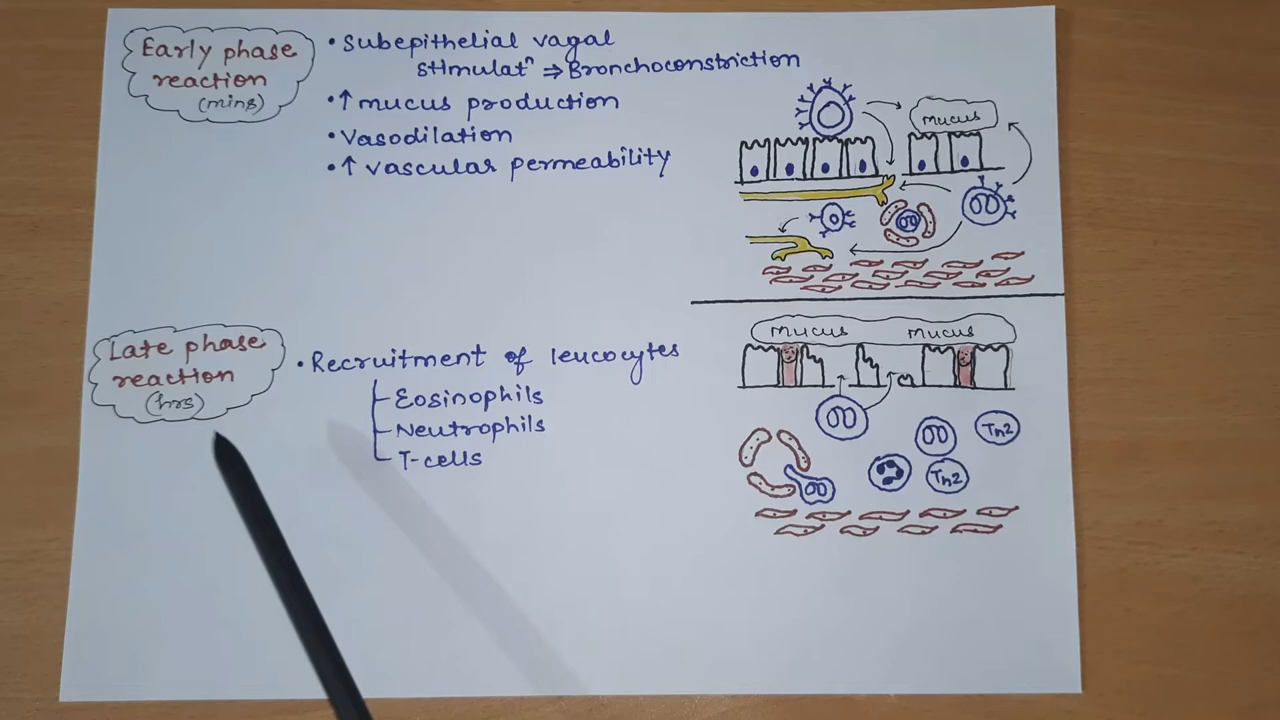 Early phase
reaction
(mins)
• Subepithelial vagal
stimulatⁿ ⇒ Bronchoconstriction
• ↑ mucus production
• Vasodilation
• ↑ vascular permeability
mucus
Late phase
reaction
(hrs)
• Recruitment of leucocytes
Eosinophils
Neutrophils
T-cells
mucus mucus
TH2
TH2